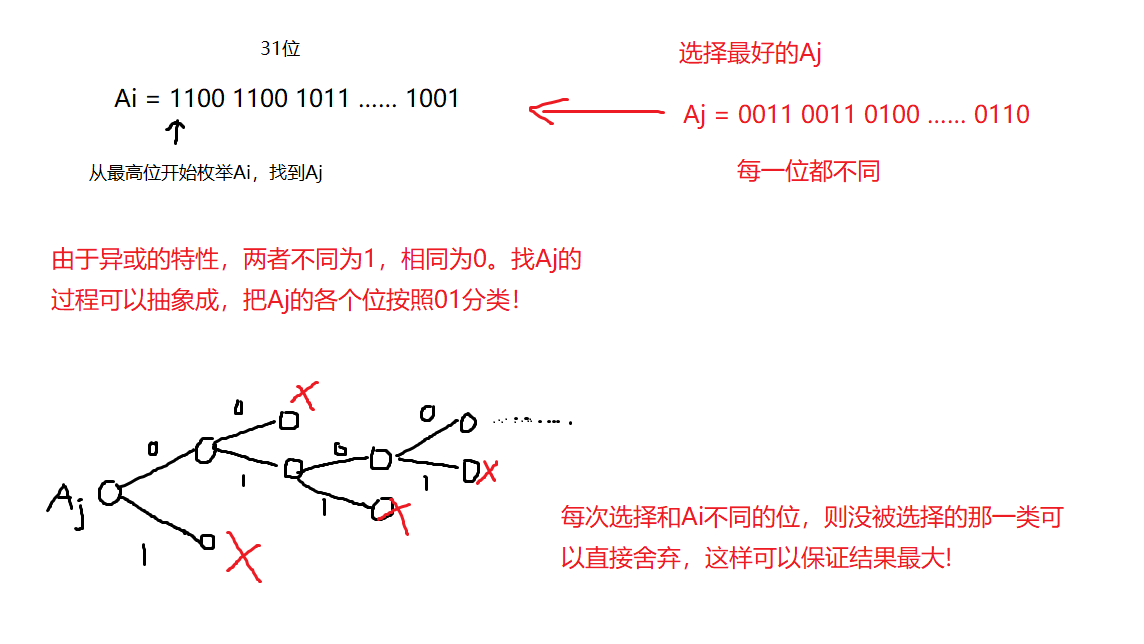 31位
选择最好的Aj
Ai = 1100 1100 1011 ...... 1001
Aj = 0011 0011 0100 ...... 0110
从最高位开始枚举Ai，找到Aj
每一位都不同
由于异或的特性，两者不同为1，相同为0。找Aj的
过程可以抽象成，把Aj的各个位按照01分类！
0
0
0
0
1
1
Aj
1
1
每次选择和Ai不同的位，则没被选择的那一类可
以直接舍弃，这样可以保证结果最大!